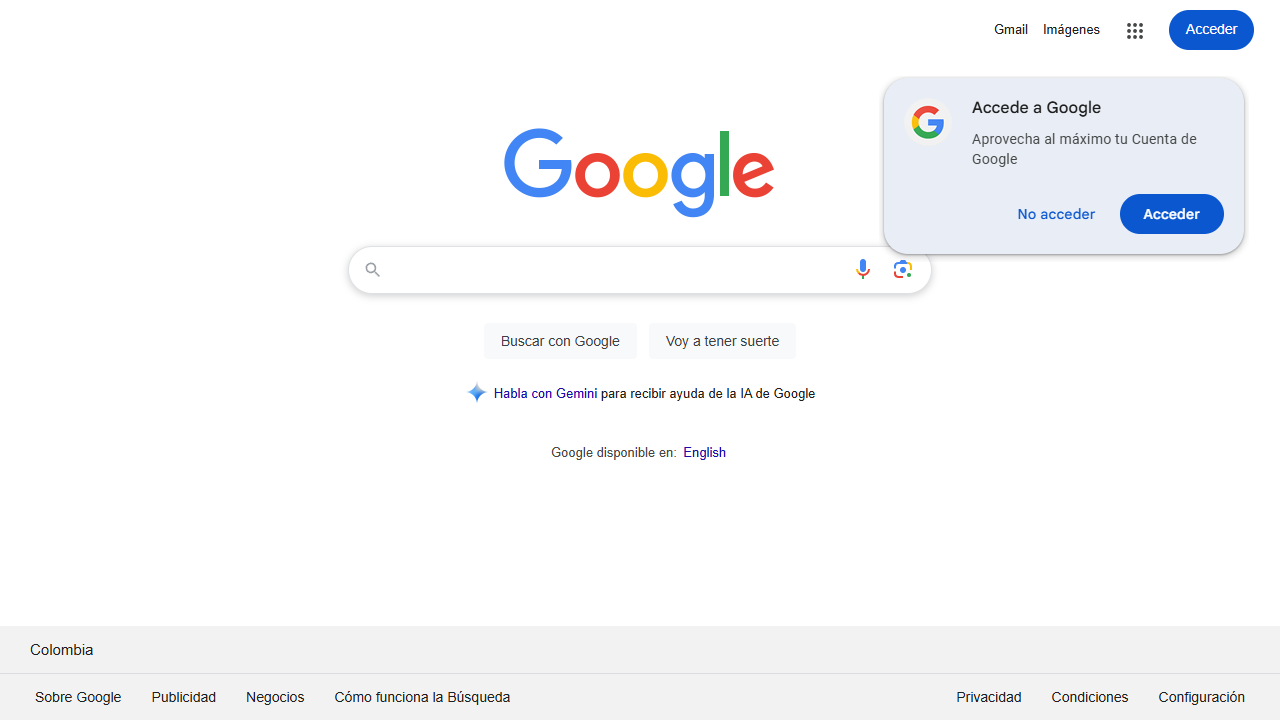 Gmail
Imágenes
Acceder
Accede a Google
Aprovecha al máximo tu Cuenta de
Google
No acceder
Acceder
Google
Buscar con Google
Voy a tener suerte
Habla con Gemini para recibir ayuda de la IA de Google
Google disponible en: English
Colombia
Sobre Google
Publicidad
Negocios
Cómo funciona la Búsqueda
Privacidad
Condiciones
Configuración